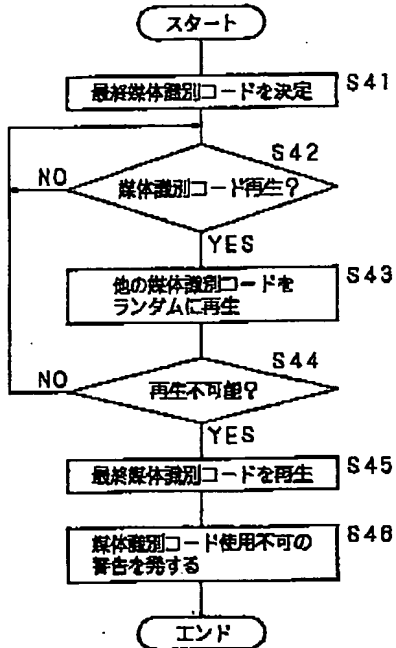 スタート
最終媒体識別コードを決定
S41
S42
媒体識別コード再生?
NO
YES
他の媒体識別コードを
ランダムに再生
S43
S44
再生不可能?
NO
YES
最終媒体識別コードを再生
S45
媒体識別コード使用不可の
警告を発する
S46
エンド